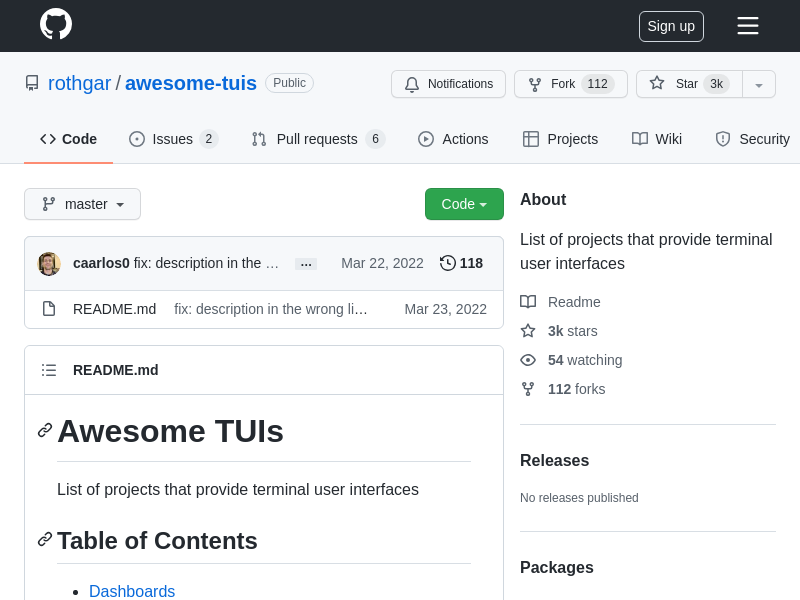 Sign up
rothgar / awesome-tuis Public
Notifications Fork 112 Star 3k
Code Issues 2 Pull requests 6 Actions Projects Wiki Security
master
Code
caarlos0 fix: description in the … ... Mar 22, 2022 118
README.md fix: description in the wrong li… Mar 23, 2022
README.md
Awesome TUIs
List of projects that provide terminal user interfaces
Table of Contents
Dashboards
About
List of projects that provide terminal
user interfaces
Readme
3k stars
54 watching
112 forks
Releases
No releases published
Packages